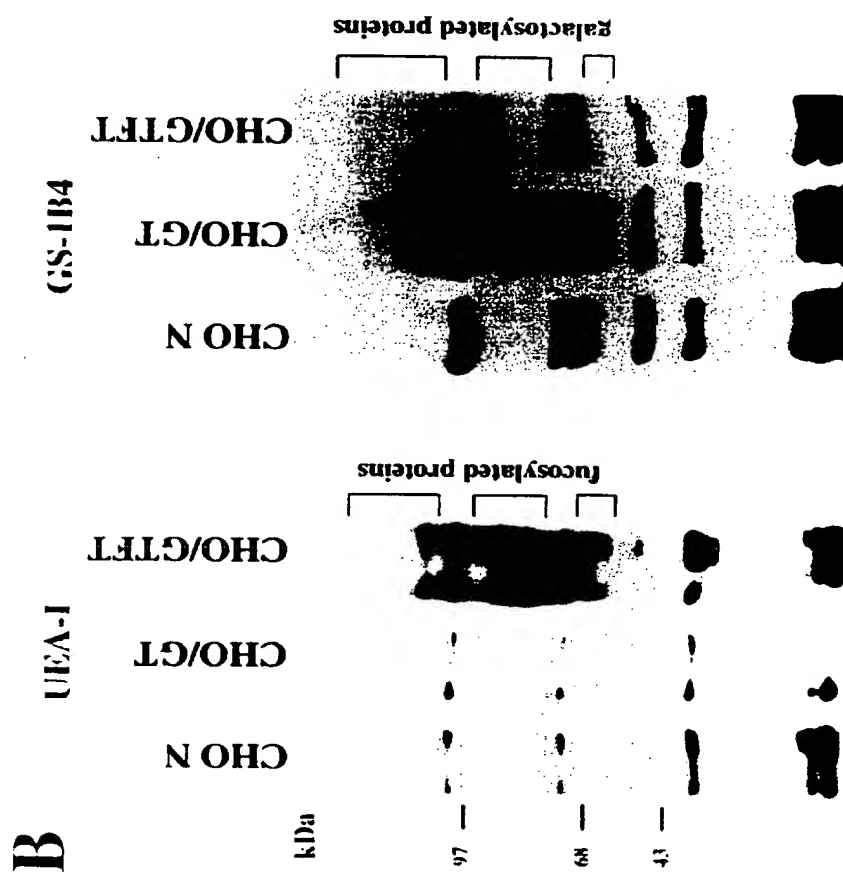 B
UEA-I
GS-1B4
kDa
CHO N
CHO/GT
CHO/GTFT
CHO N
CHO/GT
CHO/GTFT
97
68
43
fucosylated proteins
galactosylated proteins